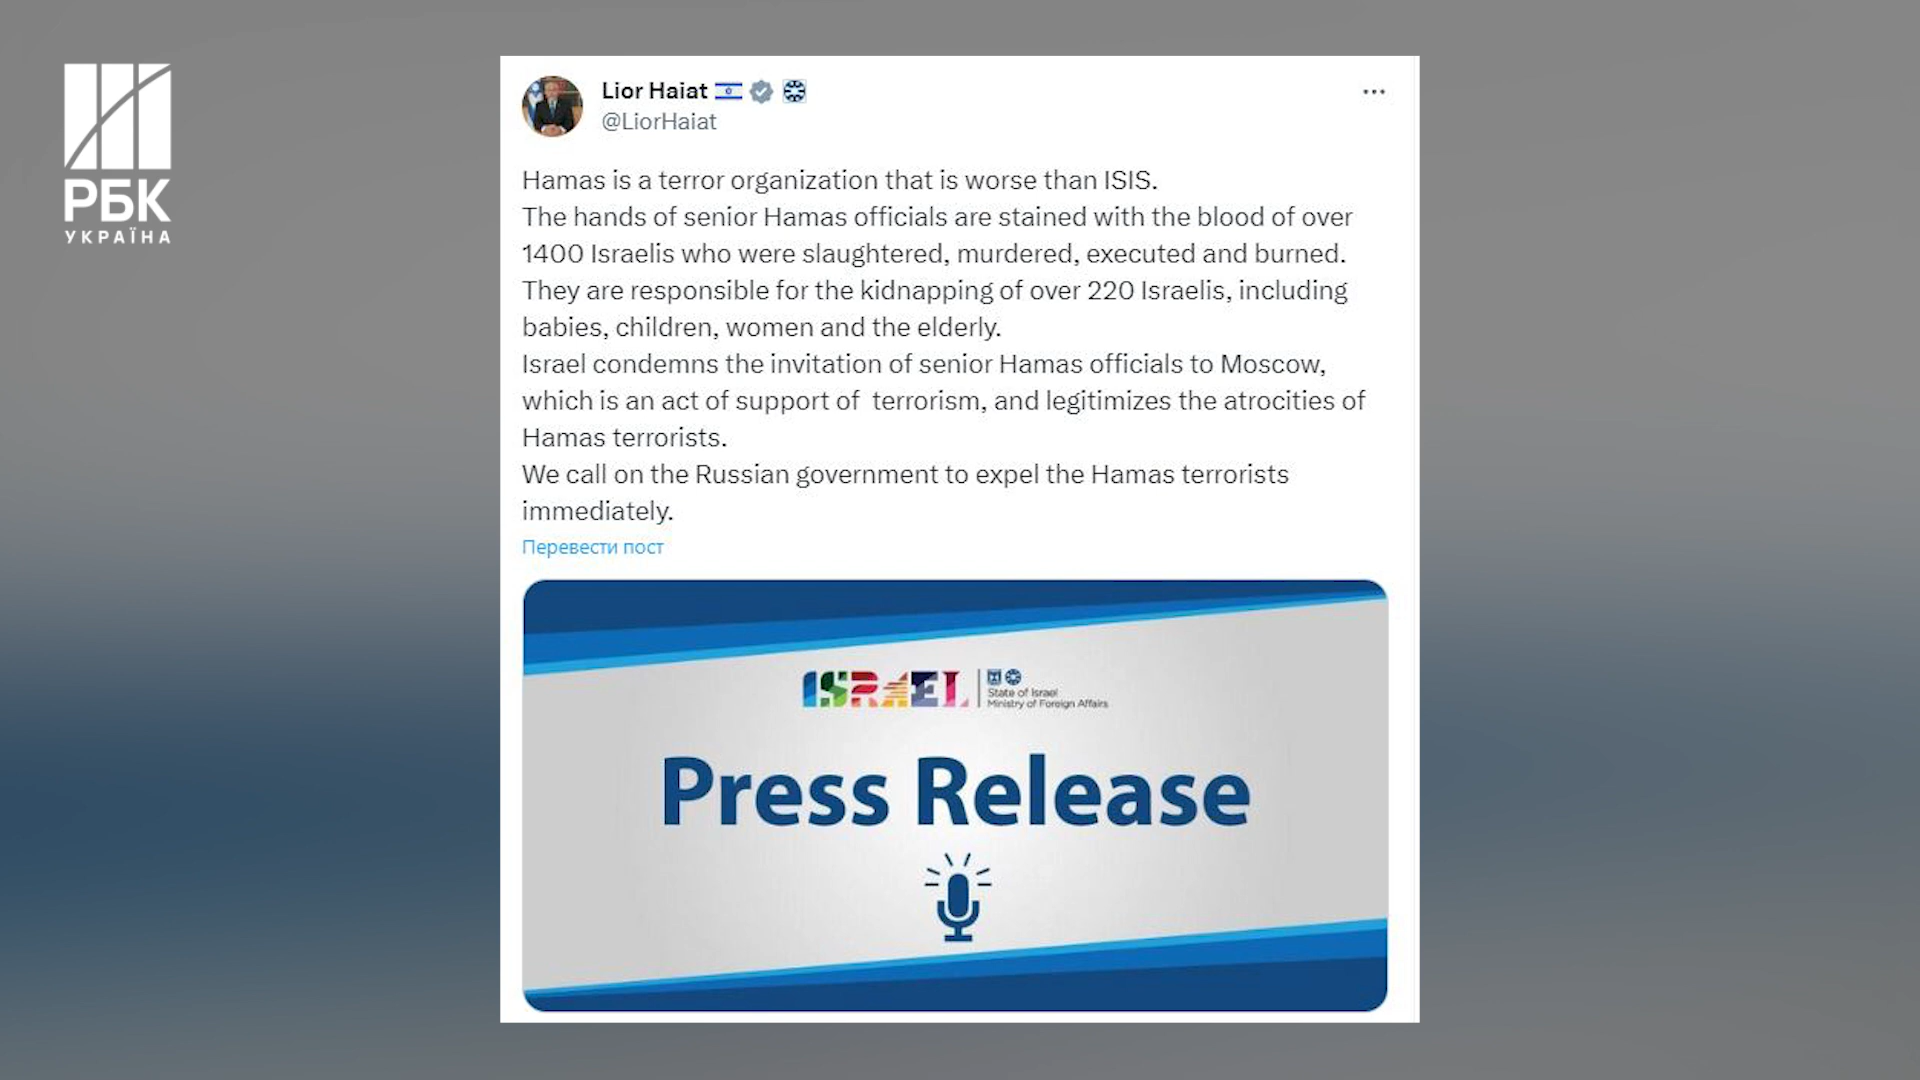 РБК
УКРАЇНА
Lior Haiat
@LiorHaiat
Hamas is a terror organization that is worse than ISIS.
The hands of senior Hamas officials are stained with the blood of over
1400 Israelis who were slaughtered, murdered, executed and burned.
They are responsible for the kidnapping of over 220 Israelis, including
babies, children, women and the elderly.
Israel condemns the invitation of senior Hamas officials to Moscow,
which is an act of support of  terrorism, and legitimizes the atrocities of
Hamas terrorists.
We call on the Russian government to expel the Hamas terrorists
immediately.
Перевести пост
ISRAEL
State of Israel
Ministry of Foreign Affairs
Press Release